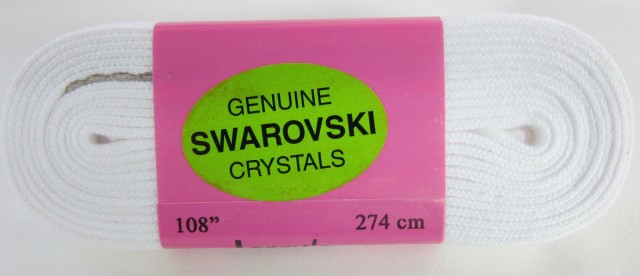 GENUINE
SWAROVSKI
CRYSTALS
108” 274 cm